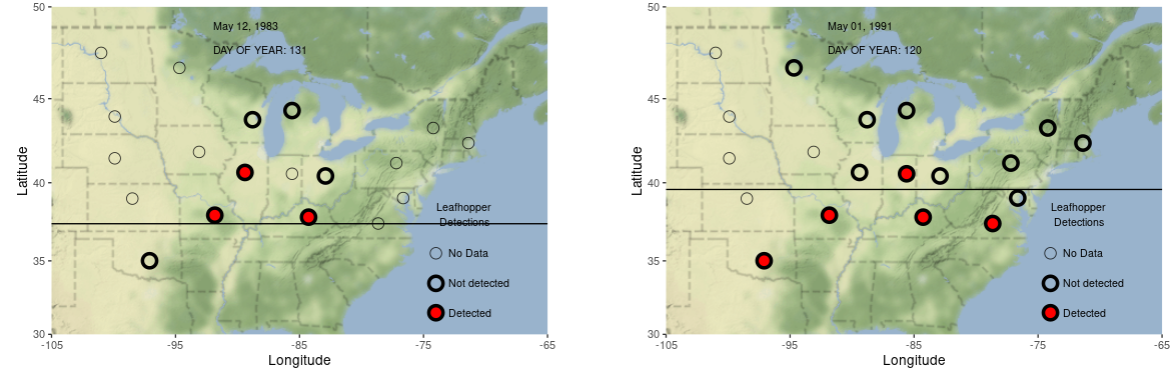 May 12, 1983
DAY OF YEAR: 131
50
45
40
35
30
Latitude
-105
-95
-85
-75
-65
Longitude
Leafhopper
Detections
No Data
Not detected
Detected
May 01, 1991
DAY OF YEAR: 120
50
45
40
35
30
Latitude
-105
-95
-85
-75
-65
Longitude
Leafhopper
Detections
No Data
Not detected
Detected